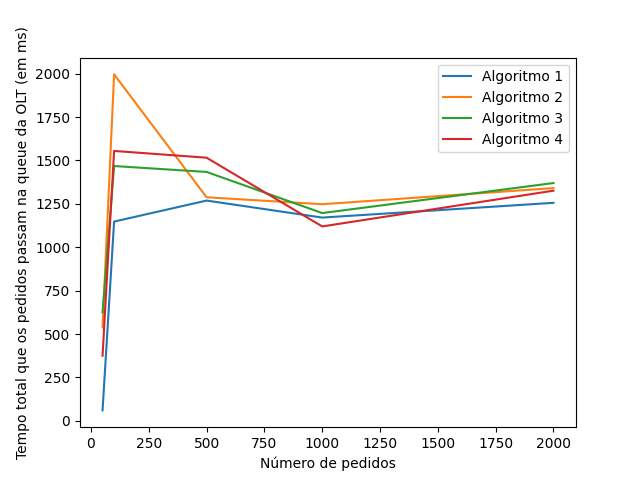 Tempo total que os pedidos passam na queue da OLT (em ms)
2000
1750
1500
1250
1000
750
500
250
0
Algoritmo 1
Algoritmo 2
Algoritmo 3
Algoritmo 4
0 250 500 750 1000 1250 1500 1750 2000
Número de pedidos